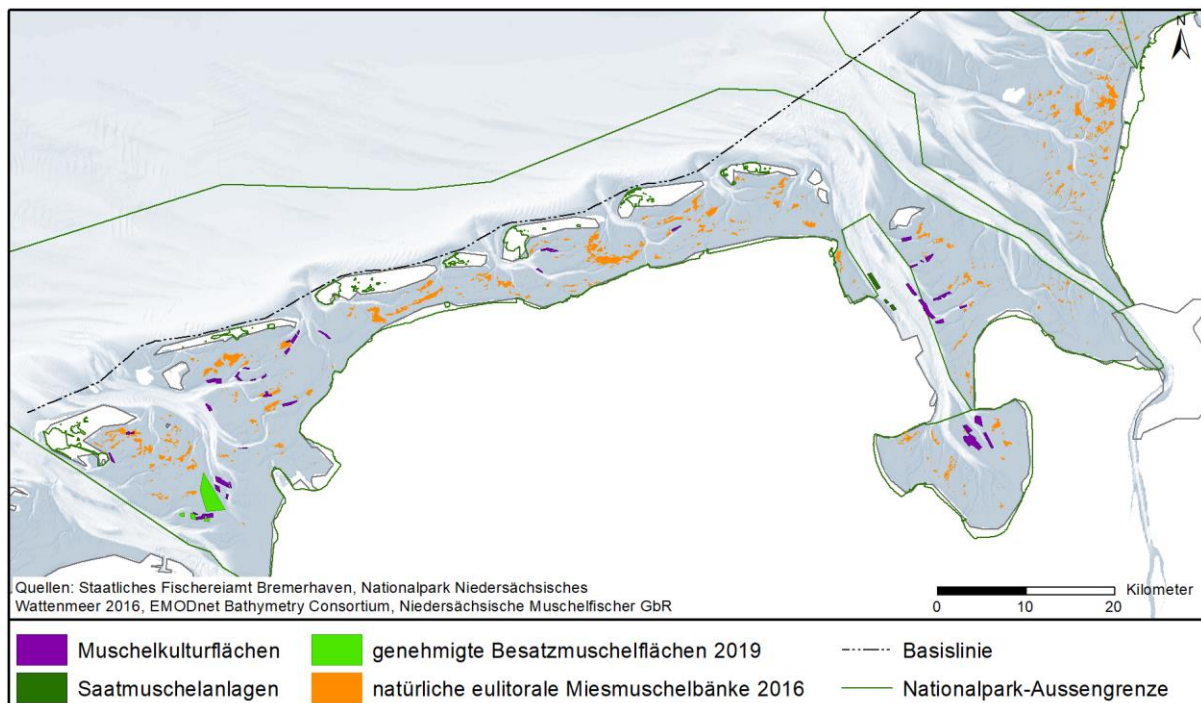 N
Quellen: Staatliches Fischereiamt Bremerhaven, Nationalpark Niedersächsisches
Wattenmeer 2016, EMODnet Bathymetry Consortium, Niedersächsische Muschelfischer GbR
Kilometer
0 10 20
Muschelkulturflächen
genehmigte Besatzmuschelflächen 2019
Basislinie
Saatmuschelanlagen
natürliche eulitorale Miesmuschelbänke 2016
Nationalpark-Aussengrenze